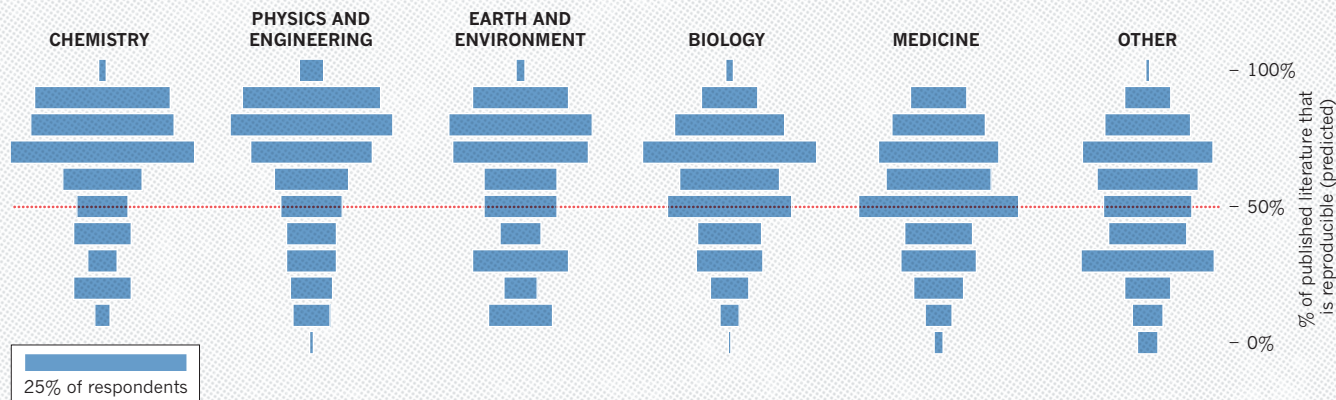 CHEMISTRY
PHYSICS AND
ENGINEERING
EARTH AND
ENVIRONMENT
BIOLOGY
MEDICINE
OTHER
100%
50%
0%
% of published literature that
is reproducible (predicted)
25% of respondents